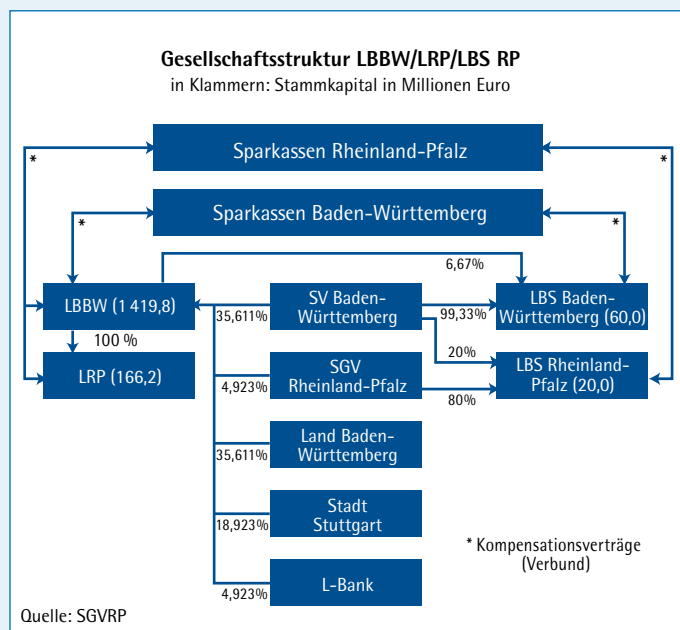 Gesellschaftsstruktur LBBW/LRP/LBS RP
in Klammern: Stammkapital in Millionen Euro
Sparkassen Rheinland-Pfalz
*
*
Sparkassen Baden-Württemberg
*
*
6,67%
LBBW (1 419,8)
35,611%
SV Baden-
Württemberg
99,33%
LBS Baden-
Württemberg (60,0)
100 %
20%
LRP (166,2)
4,923%
SGV
Rheinland-Pfalz
80%
LBS Rheinland-
Pfalz (20,0)
35,611%
Land Baden-
Württemberg
18,923%
Stadt
Stuttgart
* Kompensationsverträge
(Verbund)
4,923%
L-Bank
Quelle: SGVRP